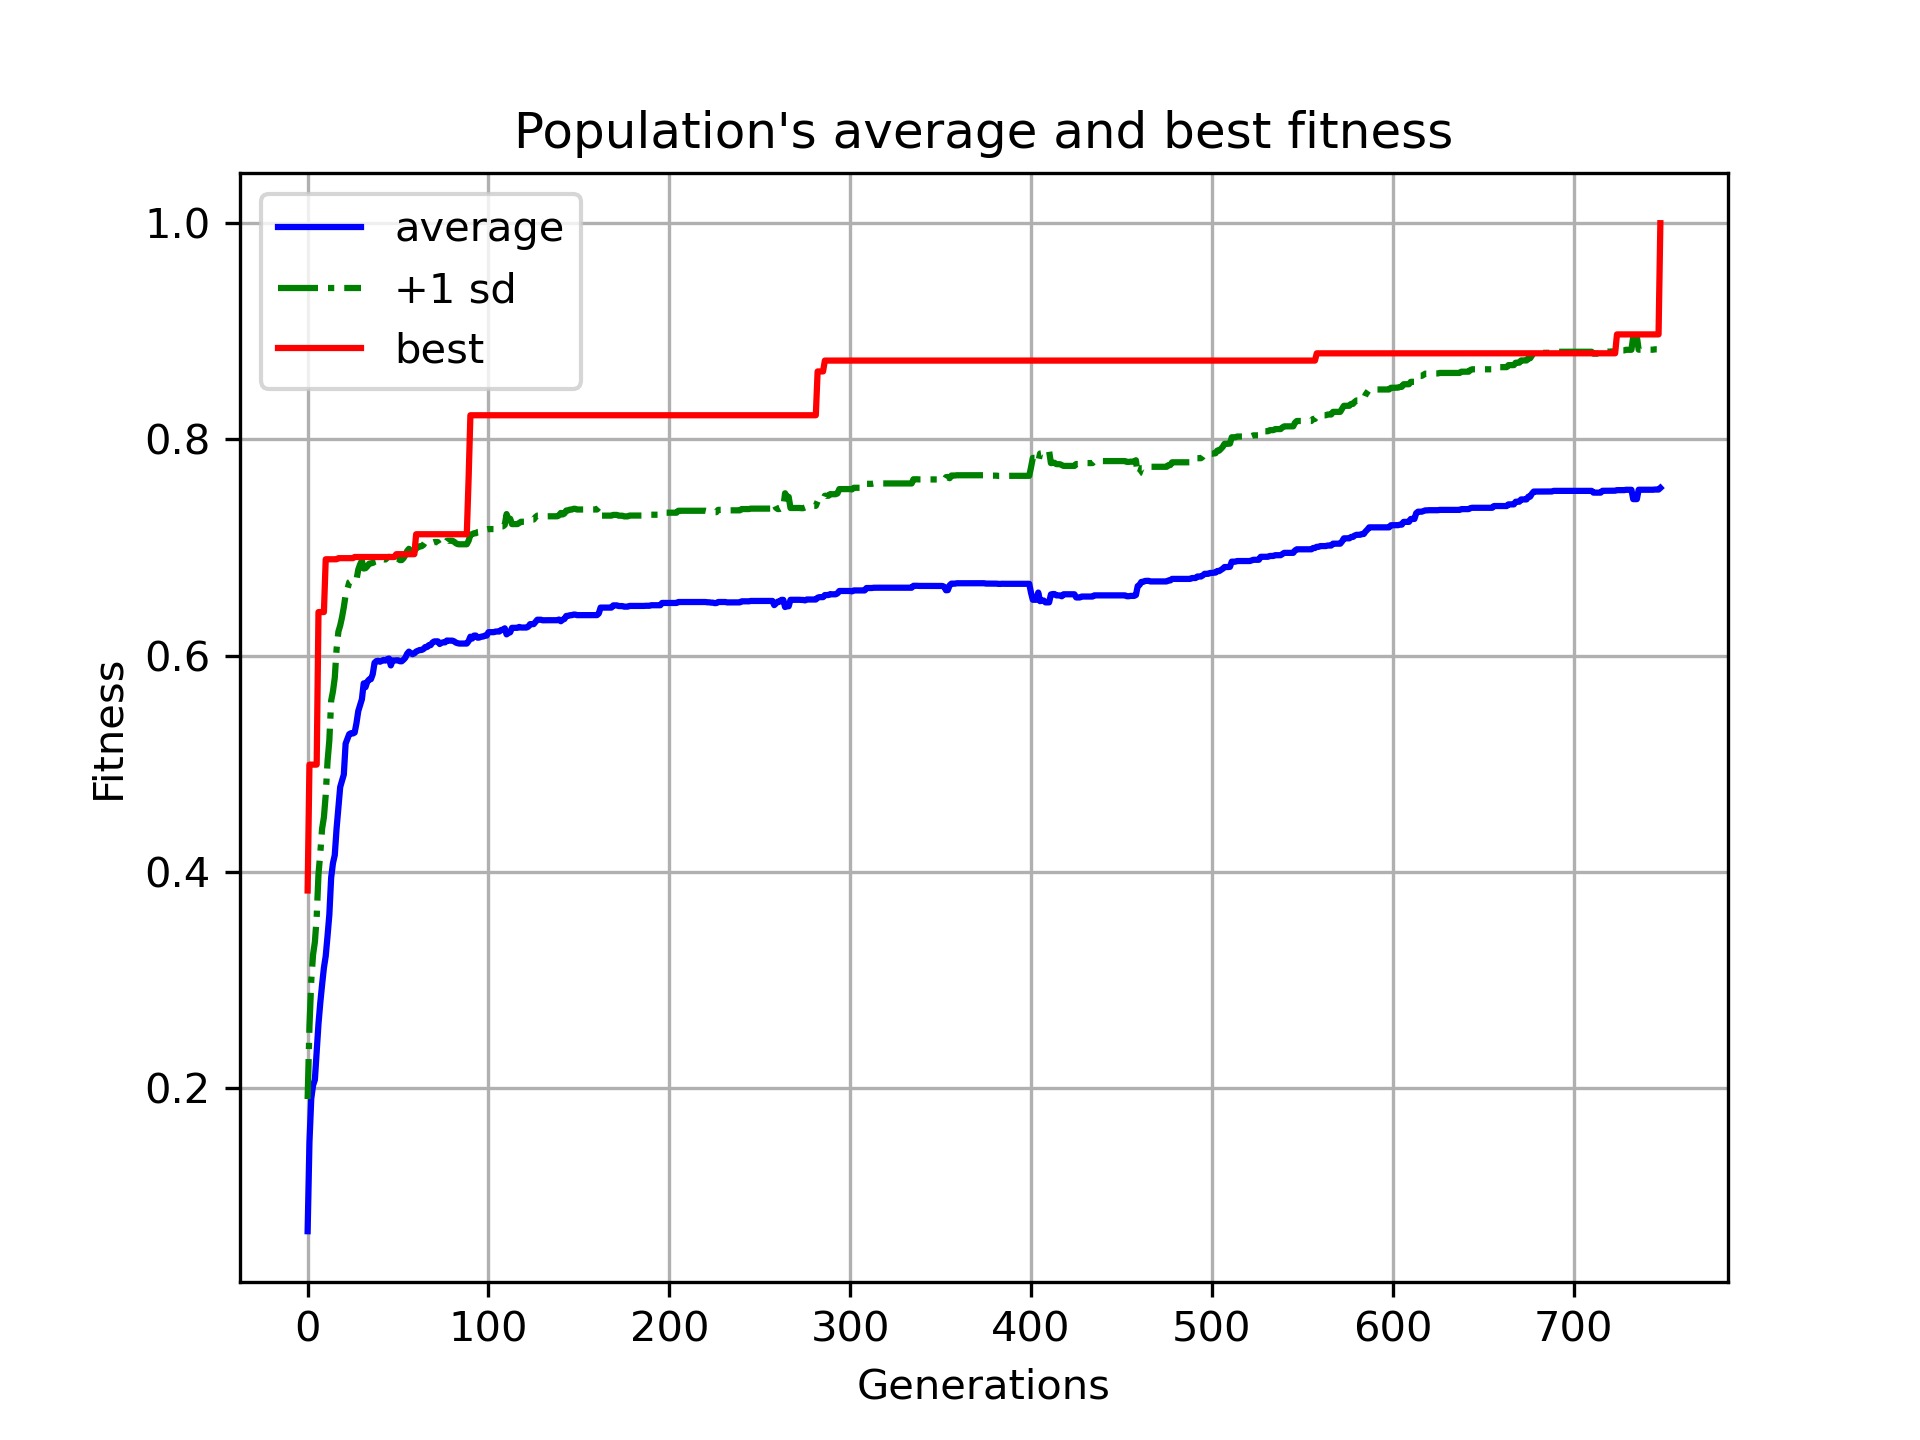 Population's average and best fitness
average
+1 sd
best
1.0
0.8
0.6
0.4
0.2
Fitness
0 100 200 300 400 500 600 700
Generations